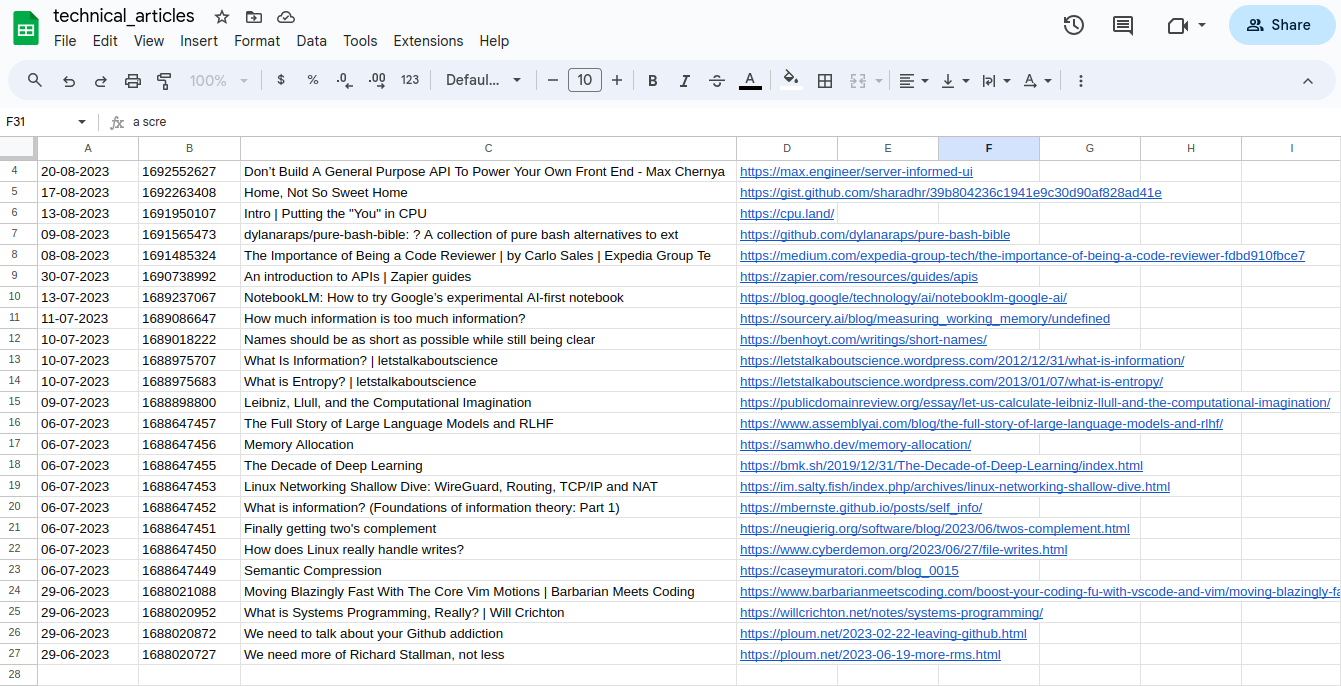 technical_articles
File Edit View Insert Format Data Tools Extensions Help
Share
100% $ % .0 .00 123 Defaul... 10 B I A A
F31 fx a scre
A B C D E F G H I
4 20-08-2023 1692552627 Don't Build A General Purpose API To Power Your Own Front End - Max Chernya https://max.engineer/server-informed-ui
5 17-08-2023 1692263408 Home, Not So Sweet Home https://gist.github.com/sharadhr/39b804236c1941e9c30d90af828ad41e
6 13-08-2023 1691950107 Intro | Putting the "You" in CPU https://cpu.land/
7 09-08-2023 1691565473 dylanaraps/pure-bash-bible: ? A collection of pure bash alternatives to ext https://github.com/dylanaraps/pure-bash-bible
8 08-08-2023 1691485324 The Importance of Being a Code Reviewer | by Carlo Sales | Expedia Group Te https://medium.com/expedia-group-tech/the-importance-of-being-a-code-reviewer-fdbd910fbce7
9 30-07-2023 1690738992 An introduction to APIs | Zapier guides https://zapier.com/resources/guides/apis
10 13-07-2023 1689237067 NotebookLM: How to try Google's experimental AI-first notebook https://blog.google/technology/ai/notebooklm-google-ai/
11 11-07-2023 1689086647 How much information is too much information? https://sourcery.ai/blog/measuring_working_memory/undefined
12 10-07-2023 1689018222 Names should be as short as possible while still being clear https://benhoyt.com/writings/short-names/
13 10-07-2023 1688975707 What Is Information? | letstalkaboutscience https://letstalkaboutscience.wordpress.com/2012/12/31/what-is-information/
14 10-07-2023 1688975683 What is Entropy? | letstalkaboutscience https://letstalkaboutscience.wordpress.com/2013/01/07/what-is-entropy/
15 09-07-2023 1688898800 Leibniz, Llull, and the Computational Imagination https://publicdomainreview.org/essay/let-us-calculate-leibniz-llull-and-the-computational-imagination/
16 06-07-2023 1688647457 The Full Story of Large Language Models and RLHF https://www.assemblyai.com/blog/the-full-story-of-large-language-models-and-rlhf/
17 06-07-2023 1688647456 Memory Allocation https://samwho.dev/memory-allocation/
18 06-07-2023 1688647455 The Decade of Deep Learning https://bmk.sh/2019/12/31/The-Decade-of-Deep-Learning/index.html
19 06-07-2023 1688647453 Linux Networking Shallow Dive: WireGuard, Routing, TCP/IP and NAT https://im.salty.fish/index.php/archives/linux-networking-shallow-dive.html
20 06-07-2023 1688647452 What is information? (Foundations of information theory: Part 1) https://mbernste.github.io/posts/self_info/
21 06-07-2023 1688647451 Finally getting two's complement https://neugierig.org/software/blog/2023/06/twos-complement.html
22 06-07-2023 1688647450 How does Linux really handle writes? https://www.cyberdemon.org/2023/06/27/file-writes.html
23 06-07-2023 1688647449 Semantic Compression https://caseymuratori.com/blog_0015
24 29-06-2023 1688021088 Moving Blazingly Fast With The Core Vim Motions | Barbarian Meets Coding https://www.barbarianmeetscoding.com/boost-your-coding-fu-with-vscode-and-vim/moving-blazingly-fa
25 29-06-2023 1688020952 What is Systems Programming, Really? | Will Crichton https://willcrichton.net/notes/systems-programming/
26 29-06-2023 1688020872 We need to talk about your Github addiction https://ploum.net/2023-02-22-leaving-github.html
27 29-06-2023 1688020727 We need more of Richard Stallman, not less https://ploum.net/2023-06-19-more-rms.html
28